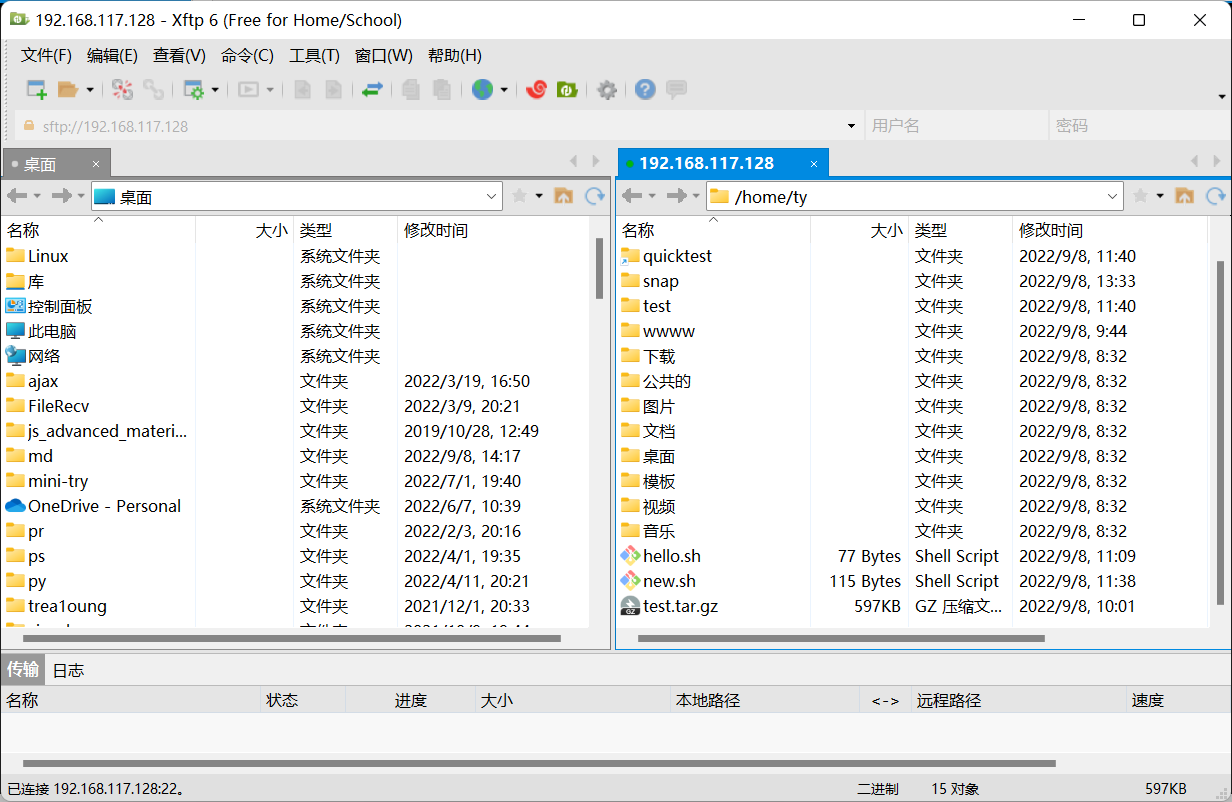 192.168.117.128 - Xftp 6 (Free for Home/School)
文件(F) 编辑(E) 查看(V) 命令(C) 工具(T) 窗口(W) 帮助(H)
sftp://192.168.117.128 用户名 密码
桌面 192.168.117.128
桌面 /home/ty
名称 大小 类型 修改时间
Linux 系统文件夹
库 系统文件夹
控制面板 系统文件夹
此电脑 系统文件夹
网络 系统文件夹
ajax 文件夹 2022/3/19, 16:50
FileRecv 文件夹 2022/3/9, 20:21
js_advanced_materi... 文件夹 2019/10/28, 12:49
md 文件夹 2022/9/8, 14:17
mini-try 文件夹 2022/7/1, 19:40
OneDrive - Personal 系统文件夹 2022/6/7, 10:39
pr 文件夹 2022/2/3, 20:16
ps 文件夹 2022/4/1, 19:35
py 文件夹 2022/4/11, 20:21
trea1oung 文件夹 2021/12/1, 20:33
名称 大小 类型 修改时间
quicktest 文件夹 2022/9/8, 11:40
snap 文件夹 2022/9/8, 13:33
test 文件夹 2022/9/8, 11:40
wwww 文件夹 2022/9/8, 9:44
下载 文件夹 2022/9/8, 8:32
公共的 文件夹 2022/9/8, 8:32
图片 文件夹 2022/9/8, 8:32
文档 文件夹 2022/9/8, 8:32
桌面 文件夹 2022/9/8, 8:32
模板 文件夹 2022/9/8, 8:32
视频 文件夹 2022/9/8, 8:32
音乐 文件夹 2022/9/8, 8:32
hello.sh 77 Bytes Shell Script 2022/9/8, 11:09
new.sh 115 Bytes Shell Script 2022/9/8, 11:38
test.tar.gz 597KB GZ 压缩文... 2022/9/8, 10:01
传输 日志
名称 状态 进度 大小 本地路径 <-> 远程路径 速度
已连接 192.168.117.128:22。 二进制 15 对象 597KB